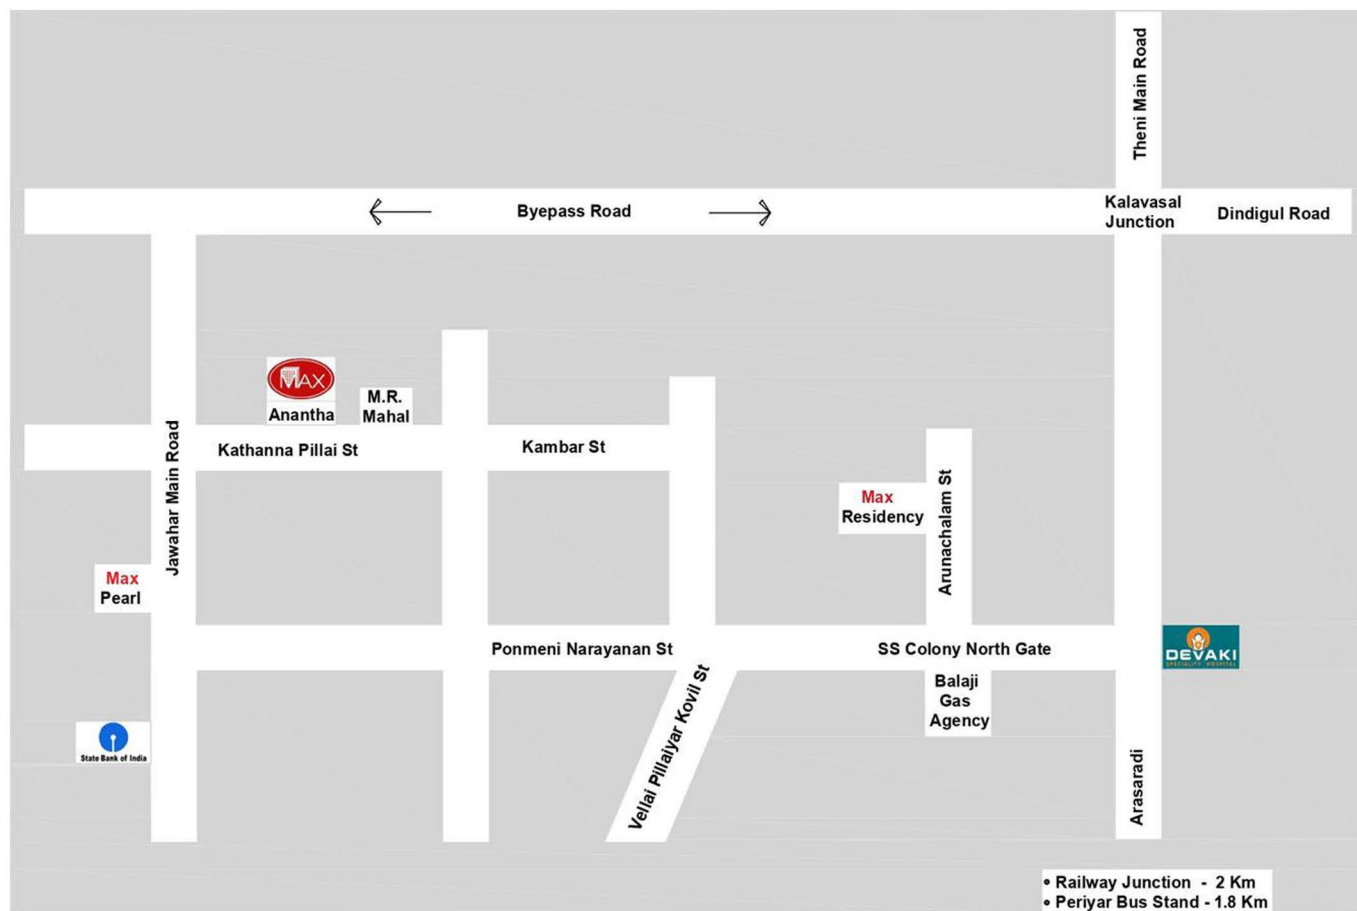 Theni Main Road
Byepass Road
Kalavasal
Junction
Dindigul Road
MAX
Anantha
M.R.
Mahal
Kathanna Pillai St
Kambar St
Jawahar Main Road
Max
Residency
Arunachalam St
Max
Pearl
Ponmeni Narayanan St
SS Colony North Gate
DEVAKI
SPECIALITY HOSPITAL
Balaji
Gas
Agency
Vellai Pillaiyar Kovil St
State Bank of India
Arasaradi
Railway Junction - 2 Km
Periyar Bus Stand - 1.8 Km